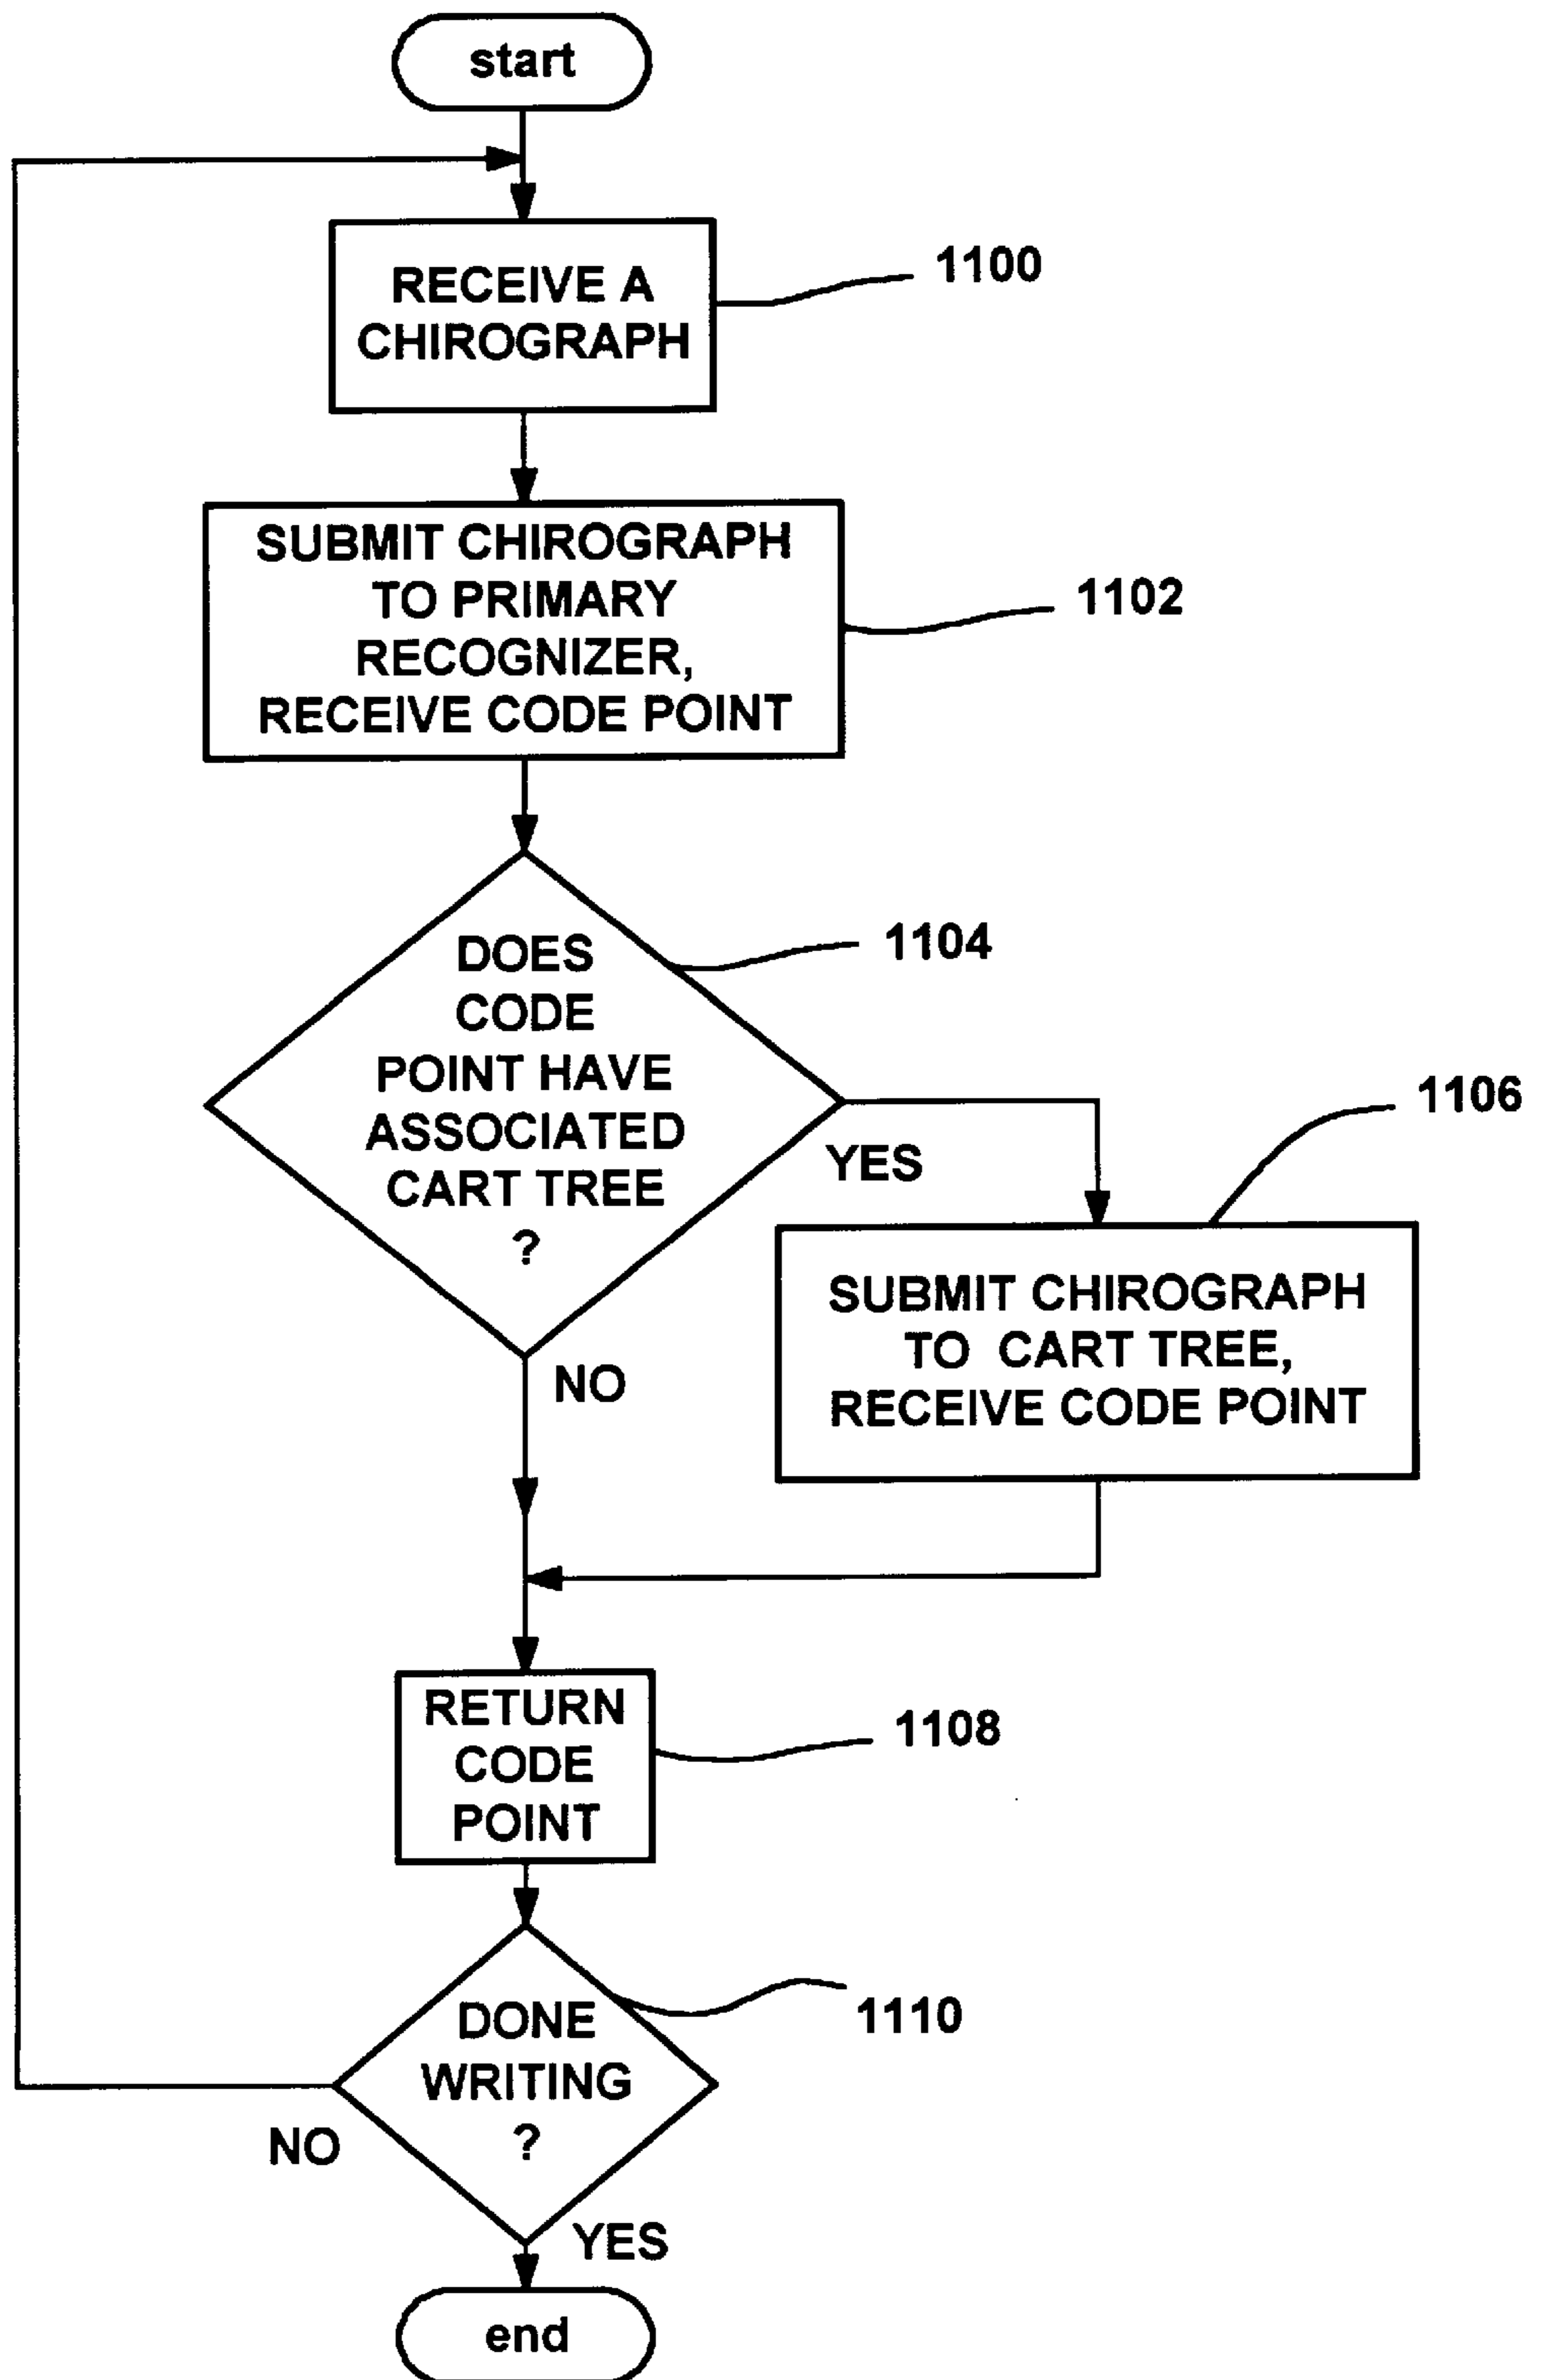 start
RECEIVE A
CHIROGRAPH
1100
SUBMIT CHIROGRAPH
TO PRIMARY
RECOGNIZER,
RECEIVE CODE POINT
1102
DOES
CODE
POINT HAVE
ASSOCIATED
CART TREE
?
1104
YES
NO
SUBMIT CHIROGRAPH
TO CART TREE,
RECEIVE CODE POINT
1106
RETURN
CODE
POINT
1108
DONE
WRITING
?
1110
NO
YES
end